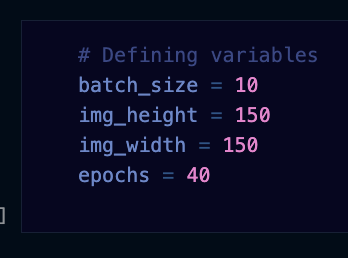 # Defining variables
batch_size = 10
img_height = 150
img_width = 150
epochs = 40
]